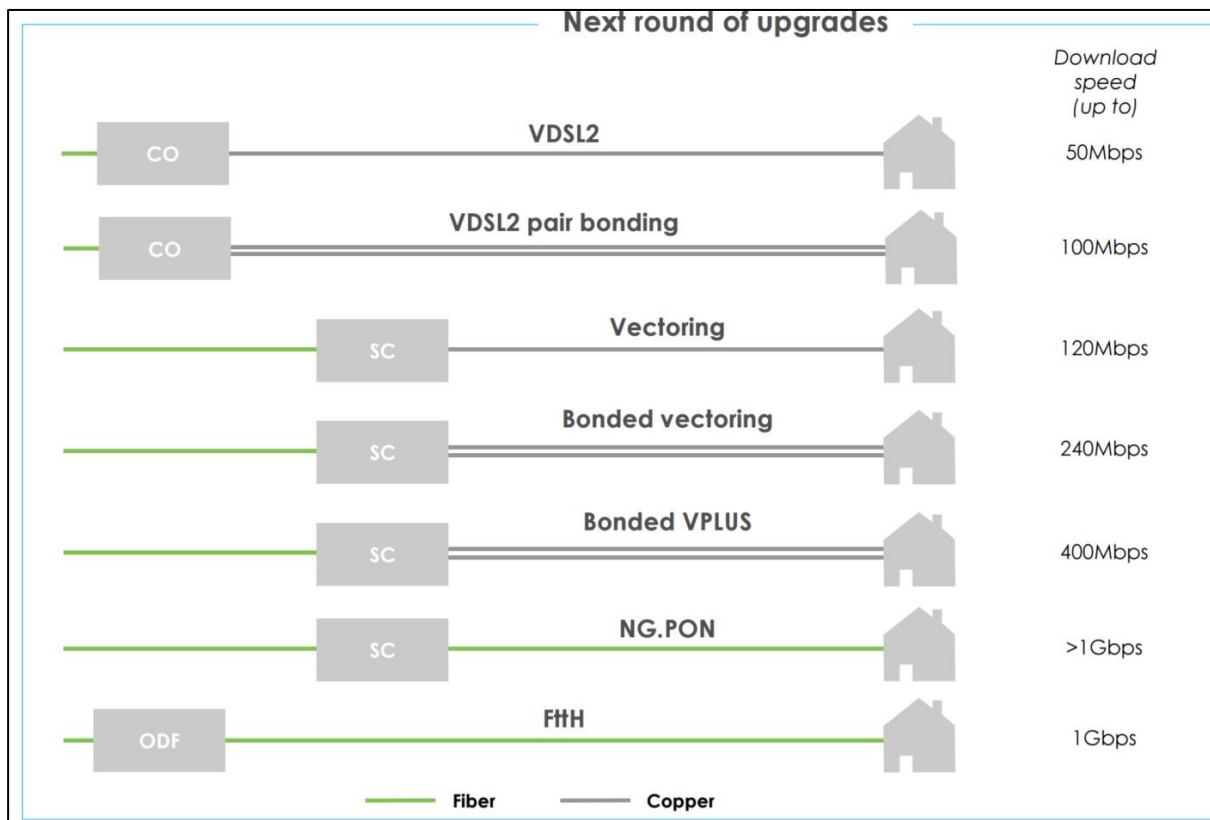 Next round of upgrades
Download
speed
(up to)
CO
VDSL2
50Mbps
CO
VDSL2 pair bonding
100Mbps
SC
Vectoring
120Mbps
SC
Bonded vectoring
240Mbps
SC
Bonded VPLUS
400Mbps
SC
NG.PON
>1Gbps
ODF
FttH
1Gbps
Fiber
Copper